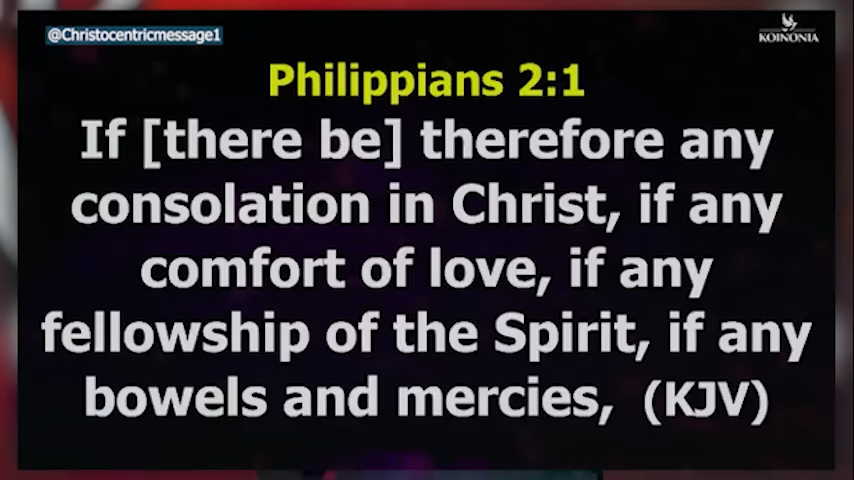 @Christocentricmessage1
KOINONIA
Philippians 2:1
If [there be] therefore any
consolation in Christ, if any
comfort of love, if any
fellowship of the Spirit, if any
bowels and mercies, (KJV)